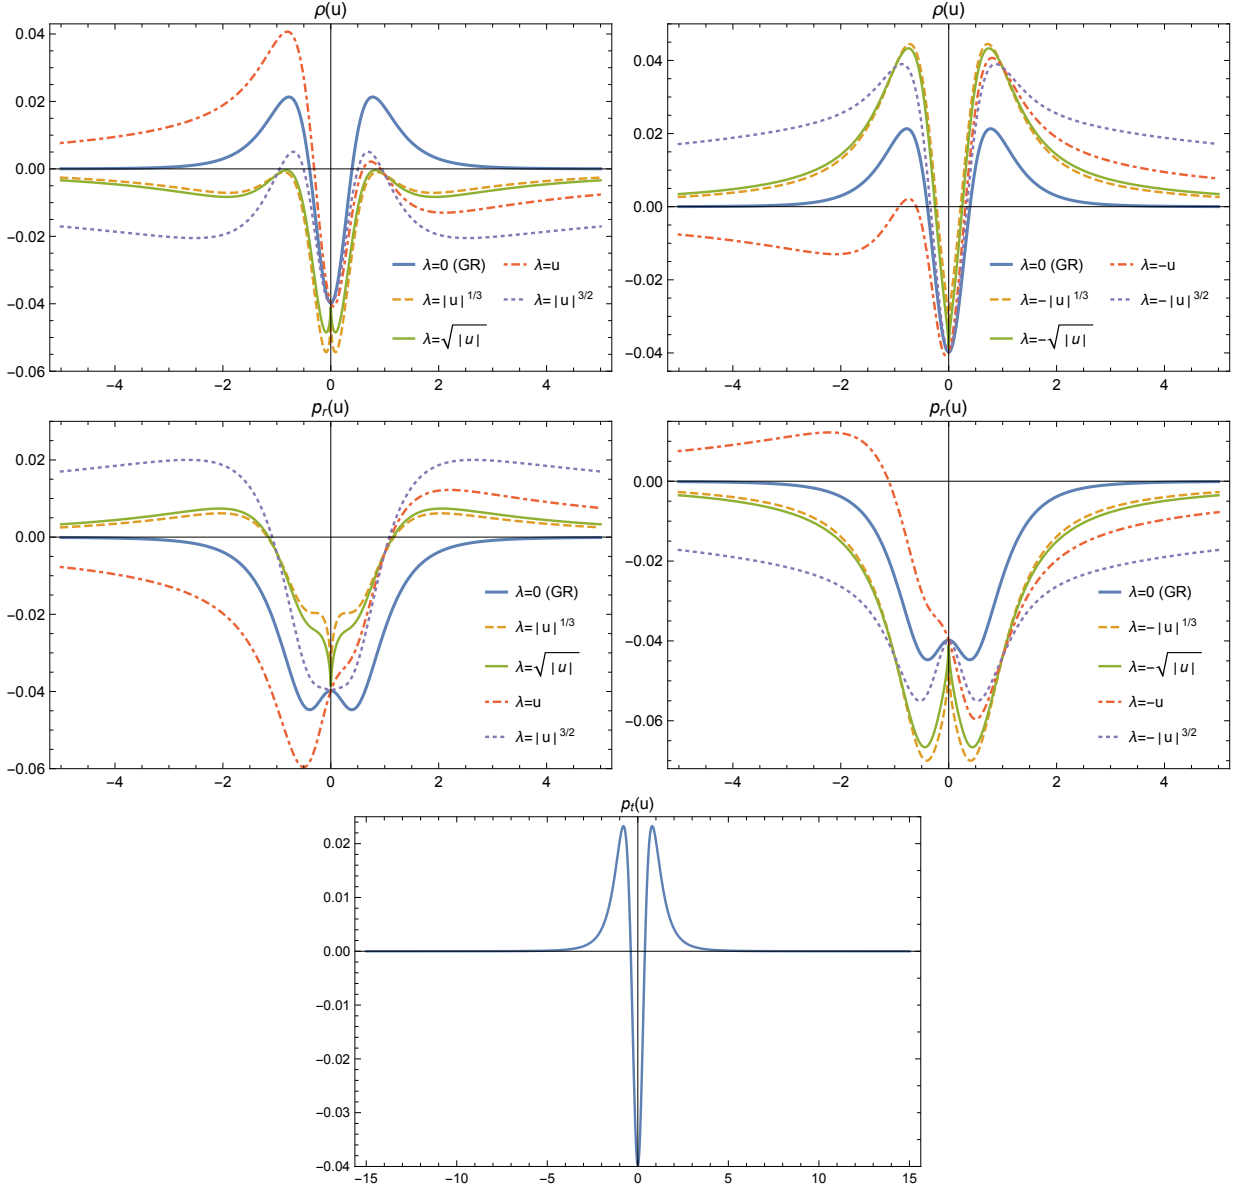 ρ(u)
0.04
0.02
0.00
−0.02
−0.04
−0.06
−4 −2 0 2 4
λ=0 (GR) λ=u
λ=|u|^1/3 λ=|u|^3/2
λ=√|u|
ρ(u)
0.04
0.02
0.00
−0.02
−0.04
−4 −2 0 2 4
λ=0 (GR) λ=−u
λ=−|u|^1/3 λ=−|u|^3/2
λ=−√|u|
p_r(u)
0.02
0.00
−0.02
−0.04
−0.06
−4 −2 0 2 4
λ=0 (GR)
λ=|u|^1/3
λ=√|u|
λ=u
λ=|u|^3/2
p_r(u)
0.00
−0.02
−0.04
−0.06
−4 −2 0 2 4
λ=0 (GR)
λ=−|u|^1/3
λ=−√|u|
λ=−u
λ=−|u|^3/2
p_t(u)
0.02
0.01
0.00
−0.01
−0.02
−0.03
−0.04
−15 −10 −5 0 5 10 15